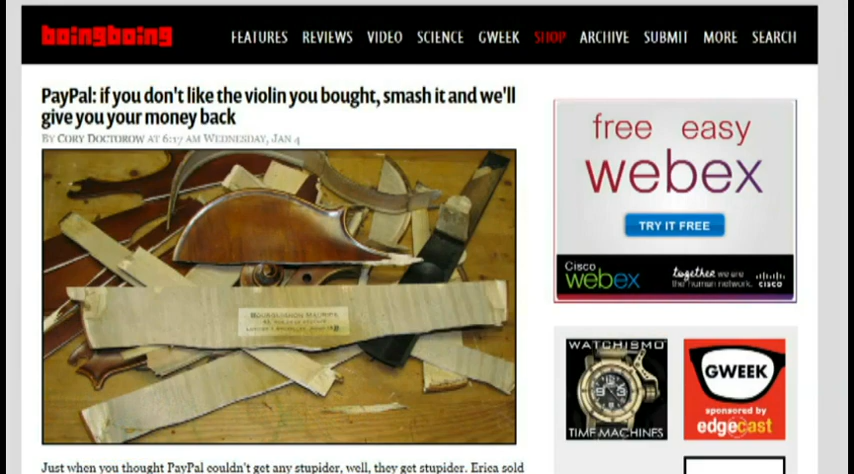 boingboing
FEATURES REVIEWS VIDEO SCIENCE GWEEK SHOP ARCHIVE SUBMIT MORE SEARCH
PayPal: if you don't like the violin you bought, smash it and we'll
give you your money back
BY CORY DOCTOROW AT 6:17 AM WEDNESDAY, JAN 4
free easy
webex
TRY IT FREE
Cisco
webex
together we are
the human network.
cisco
WATCHISMO
TIME MACHINES
GWEEK
sponsored by
edgecast
Just when you thought PayPal couldn't get any stupider, well, they get stupider. Erica sold